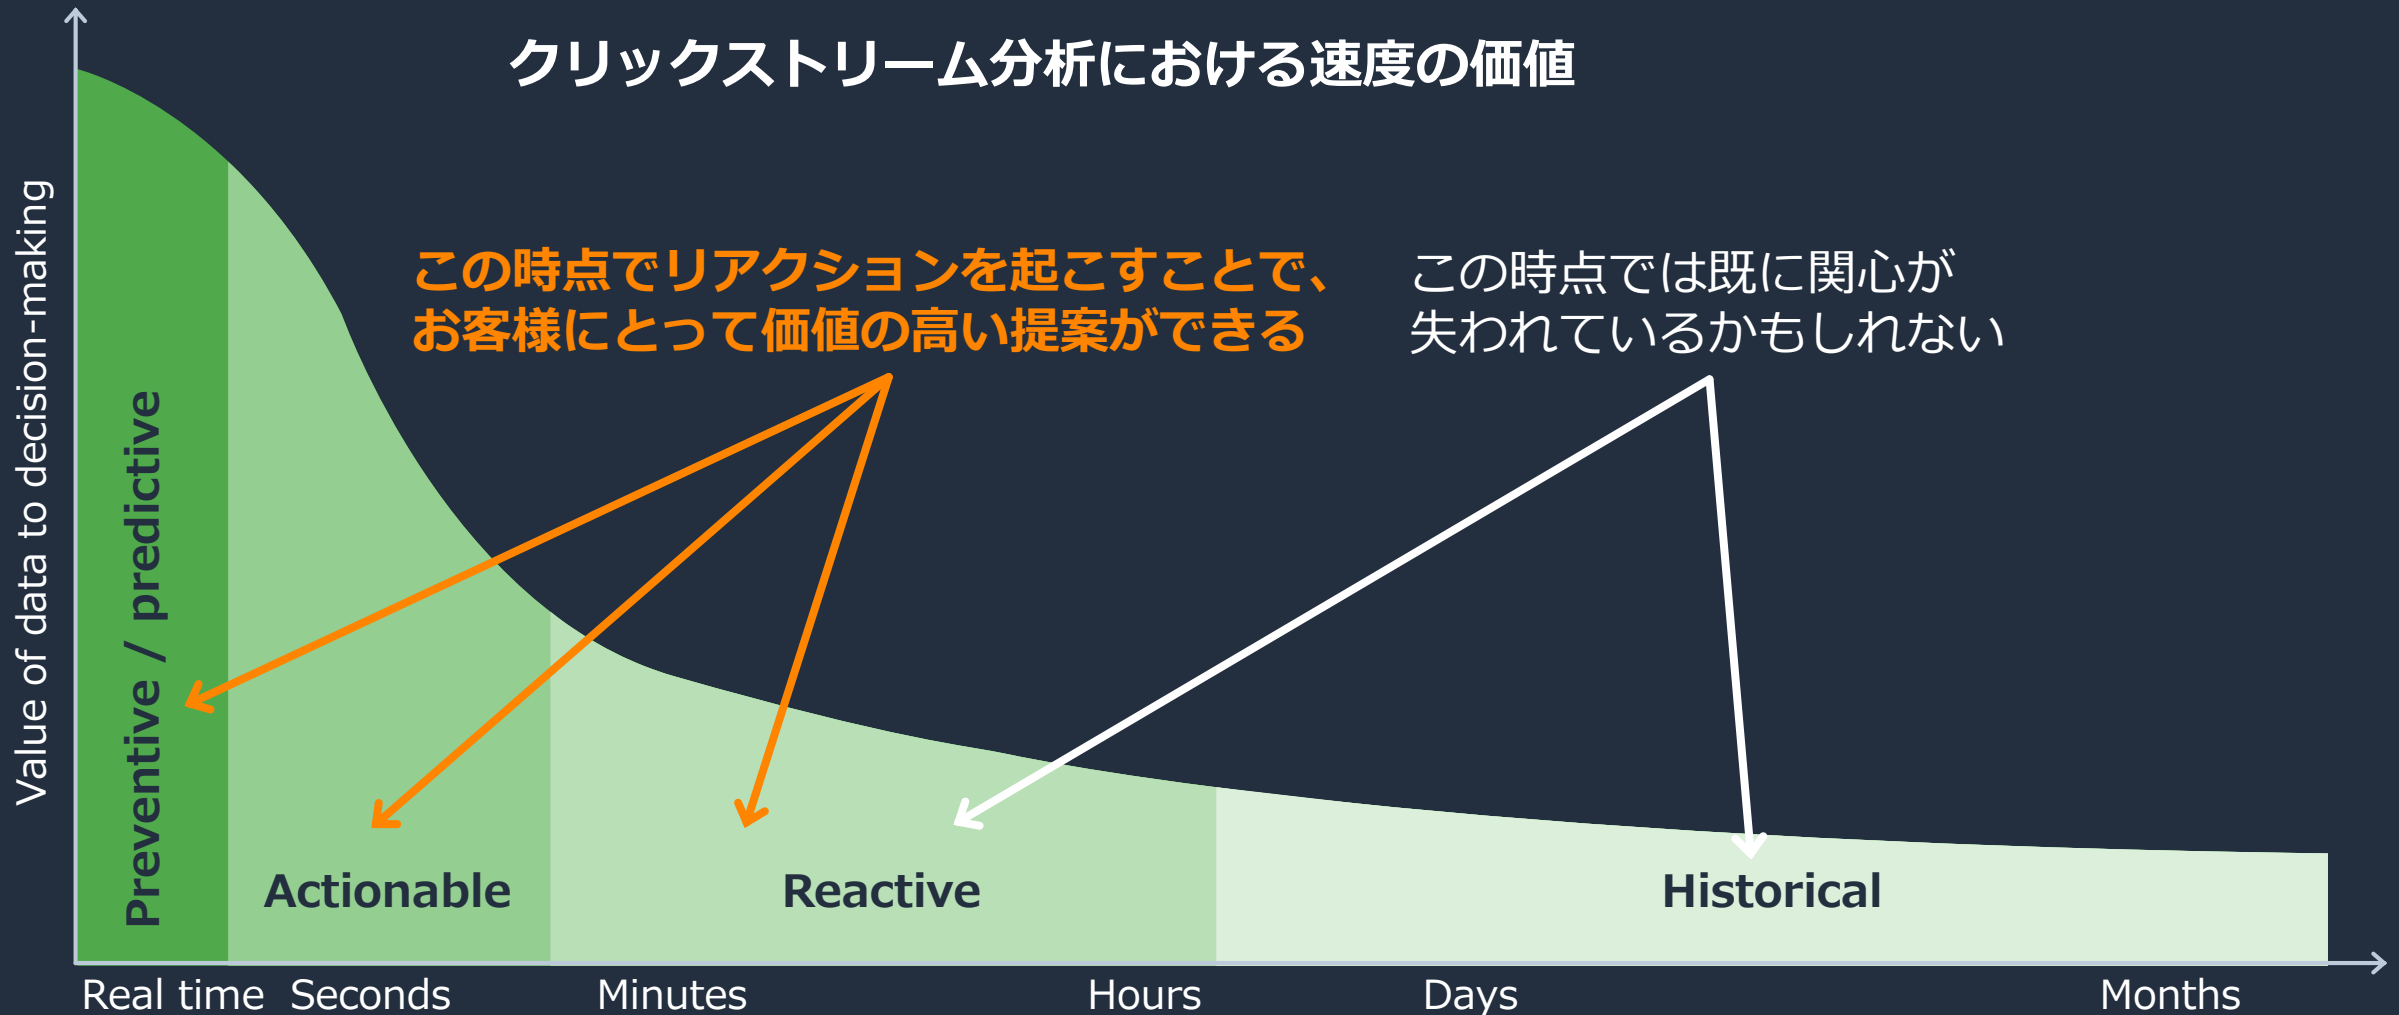 クリックストリーム分析における速度の価値
Value of data to decision-making
この時点でリアクションを起こすことで、
お客様にとって価値の高い提案ができる
この時点では既に関心が
失われているかもしれない
Preventive / predictive
Actionable
Reactive
Historical
Real time
Seconds
Minutes
Hours
Days
Months